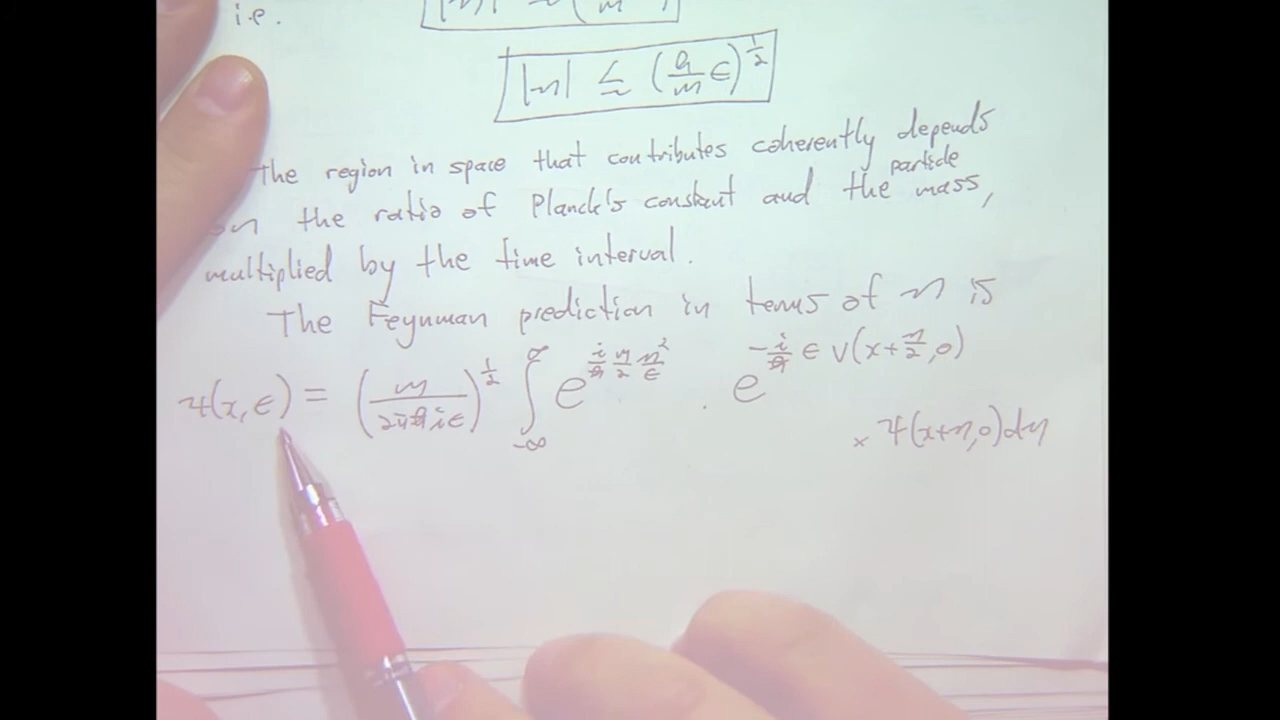 i.e.
|η| ≲ (ħ/m ε)^{1/2}
The region in space that contributes coherently depends
on the ratio of Planck's constant and the particle mass,
multiplied by the time interval.
The Feynman prediction in terms of η is
ψ(x, ε) = (m/2πħiε)^{1/2} ∫_{-∞}^{∞} e^{i/ħ m/2 η²/ε} . e^{-i/ħ ε V(x+η/2, 0)}
× ψ(x+η, 0) dη